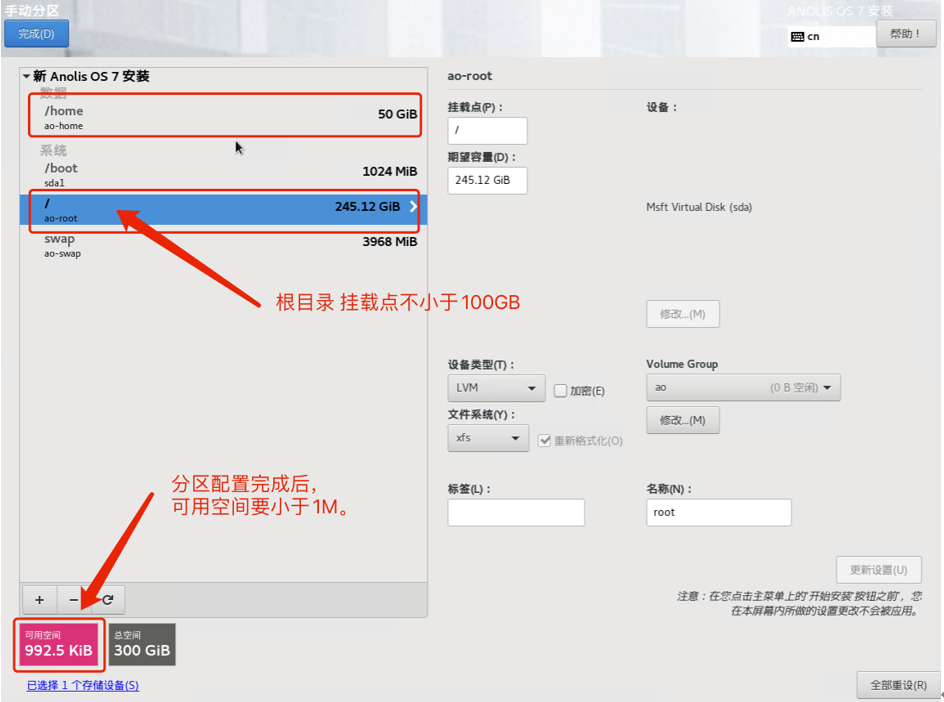 手动分区
ANOLIS OS 7 安装
完成(D)
cn
帮助！
新 Anolis OS 7 安装
数据
/home
50 GiB
ao-home
系统
/boot
1024 MiB
sda1
/
245.12 GiB
ao-root
swap
3968 MiB
ao-swap
根目录 挂载点不小于100GB
分区配置完成后，
可用空间要小于1M。
ao-root
挂载点(P)：
设备：
/
期望容量(D)：
245.12 GiB
Msft Virtual Disk (sda)
修改...(M)
设备类型(T)：
Volume Group
LVM
加密(E)
ao
(0 B 空闲)
文件系统(Y)：
修改...(M)
xfs
重新格式化(O)
标签(L)：
名称(N)：
root
更新设置(U)
注意：在您点击主菜单上的'开始安装'按钮之前，您
在本屏幕内所做的设置更改不会被应用。
+
−
可用空间
992.5 KiB
总空间
300 GiB
已选择 1 个存储设备(S)
全部重设(R)